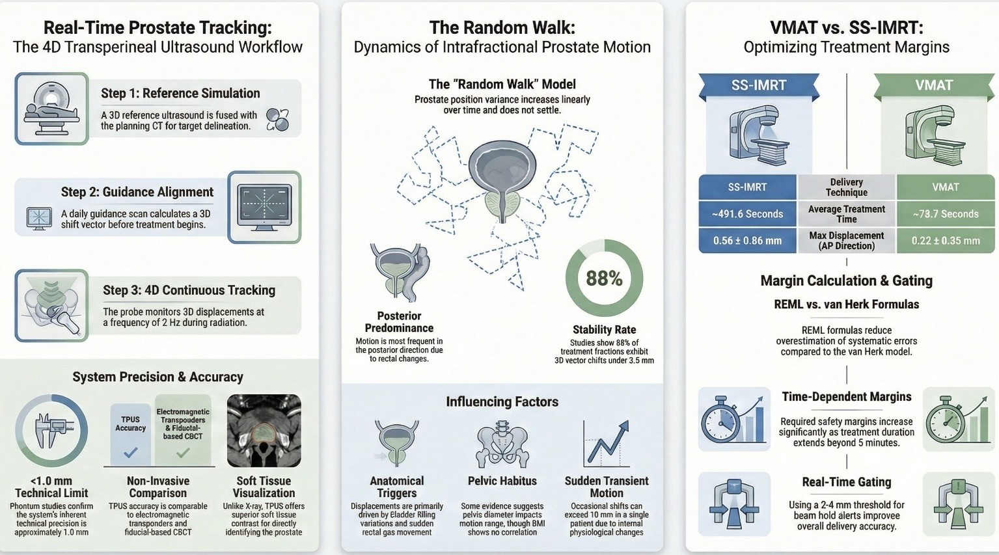 Real-Time Prostate Tracking:
The 4D Transperineal Ultrasound Workflow
Step 1: Reference Simulation
A 3D reference ultrasound is fused with
the planning CT for target delineation.
Step 2: Guidance Alignment
A daily guidance scan calculates a 3D
shift vector before treatment begins.
Step 3: 4D Continuous Tracking
The probe monitors 3D displacements at
a frequency of 2 Hz during radiation.
System Precision & Accuracy
<1.0 mm
Technical Limit
Phontum studies confirm
the system's inherent
technical precision is
approximately 1.0 mm
TPUS
Accuracy
Electromagnetic
Transpouders
& Fiduotal-
based CBCT
Non-Invasive
Comparison
TPUS accuracy is comparable
to electromagnetic
transponders and
fiducial-based CBCT
Soft Tissue
Visualization
Unlike X-ray, TPUS offers
superior soft tissue
contrast for directly
identifying the prostate
The Random Walk:
Dynamics of Intrafractional Prostate Motion
The "Random Walk" Model
Prostate position variance increases linearly
over time and does not settle.
Posterior
Predominance
Motion is most frequent in
the posterior direction due
to rectal changes.
88%
Stability Rate
Studies show 88% of
treatment fractions exhibit
3D vector chifts under 3.5 mm
Influencing Factors
Anatomical
Triggers
Displacements are primarily
driven by Eladder Rlling
variations and sudden
rectal gas movement
Pelvic Habitus
Some evidence suggests
pelvis diameter impacts
motion range, though BMI
shows no correlation
Sudden Transient
Motion
Occasional shifts can
exceed 10 mm in a single
patient due to internal
physiological changes
VMAT vs. SS-IMRT:
Optimizing Treatment Margins
SS-IMRT
VMAT
SS-IMRT
Delivery
Technique
VMAT
~491.6 Seconds
Average Treatment
Time
~73.7 Seconds
0.56 ± 0.86 mm
Max Displacement
(AP Direction)
0.22 ± 0.35 mm
Margin Calculation & Gating
REML vs. van Herk Formulas
REML formulas reduce
overestimation of systematic errors
compared to the van Herk model.
Time-Dependent Margins
Required safety margins increase
significantly as treatment duration
extends beyond 5 minutes.
Real-Time Gating
Using a 2-4 mm threshold for
beam hold alerts improvee
overall delivery accuracy.